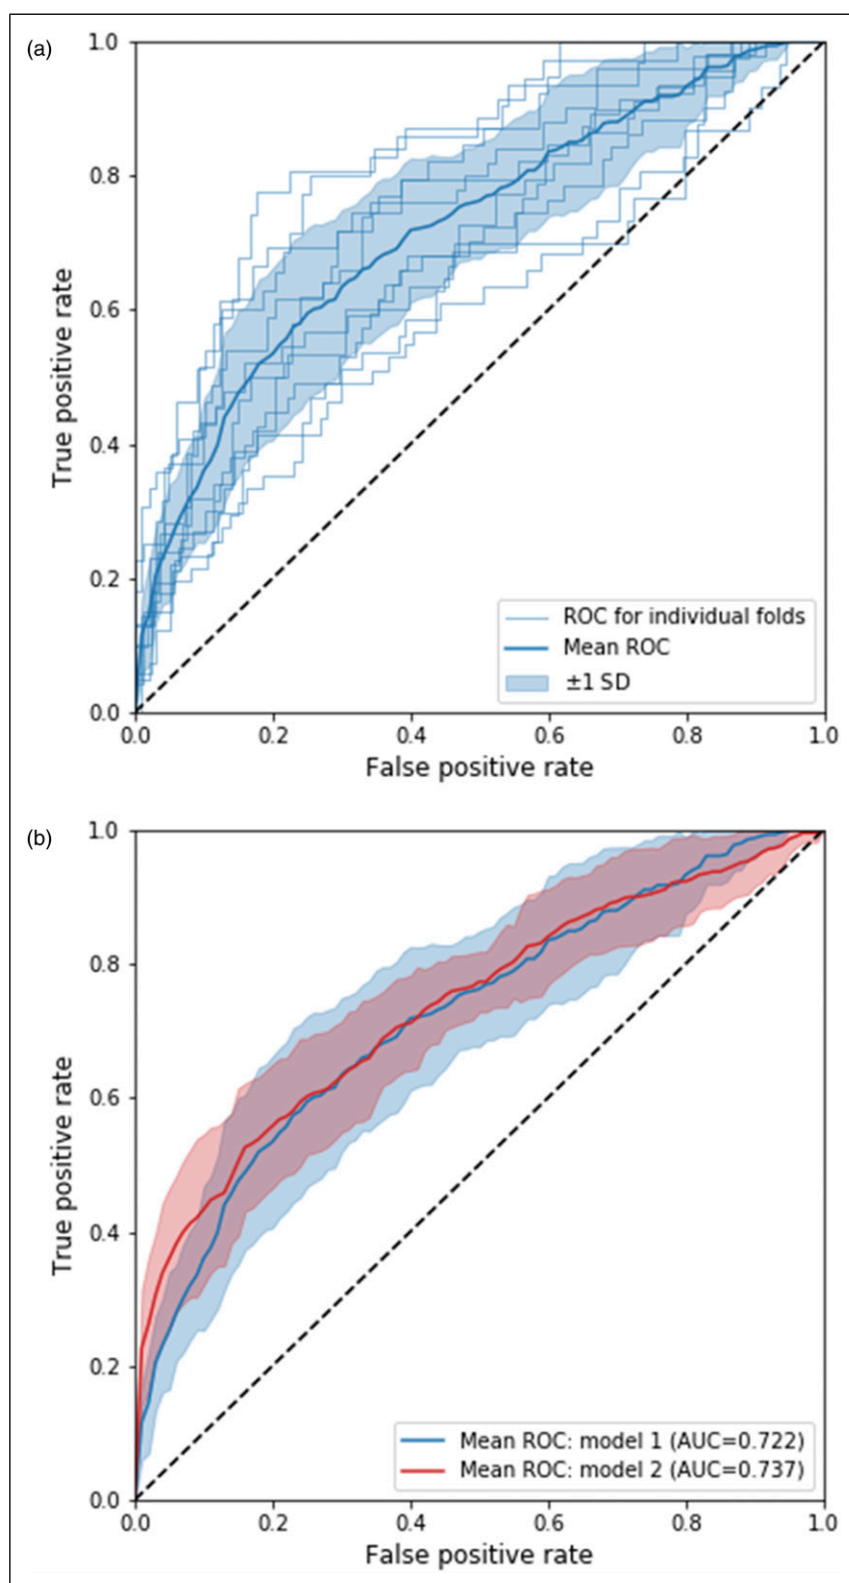 (a)
1.0
0.8
0.6
0.4
0.2
0.0
True positive rate
ROC for individual folds
Mean ROC
±1 SD
0.0 0.2 0.4 0.6 0.8 1.0
False positive rate
(b)
1.0
0.8
0.6
0.4
0.2
0.0
True positive rate
Mean ROC: model 1 (AUC=0.722)
Mean ROC: model 2 (AUC=0.737)
0.0 0.2 0.4 0.6 0.8 1.0
False positive rate